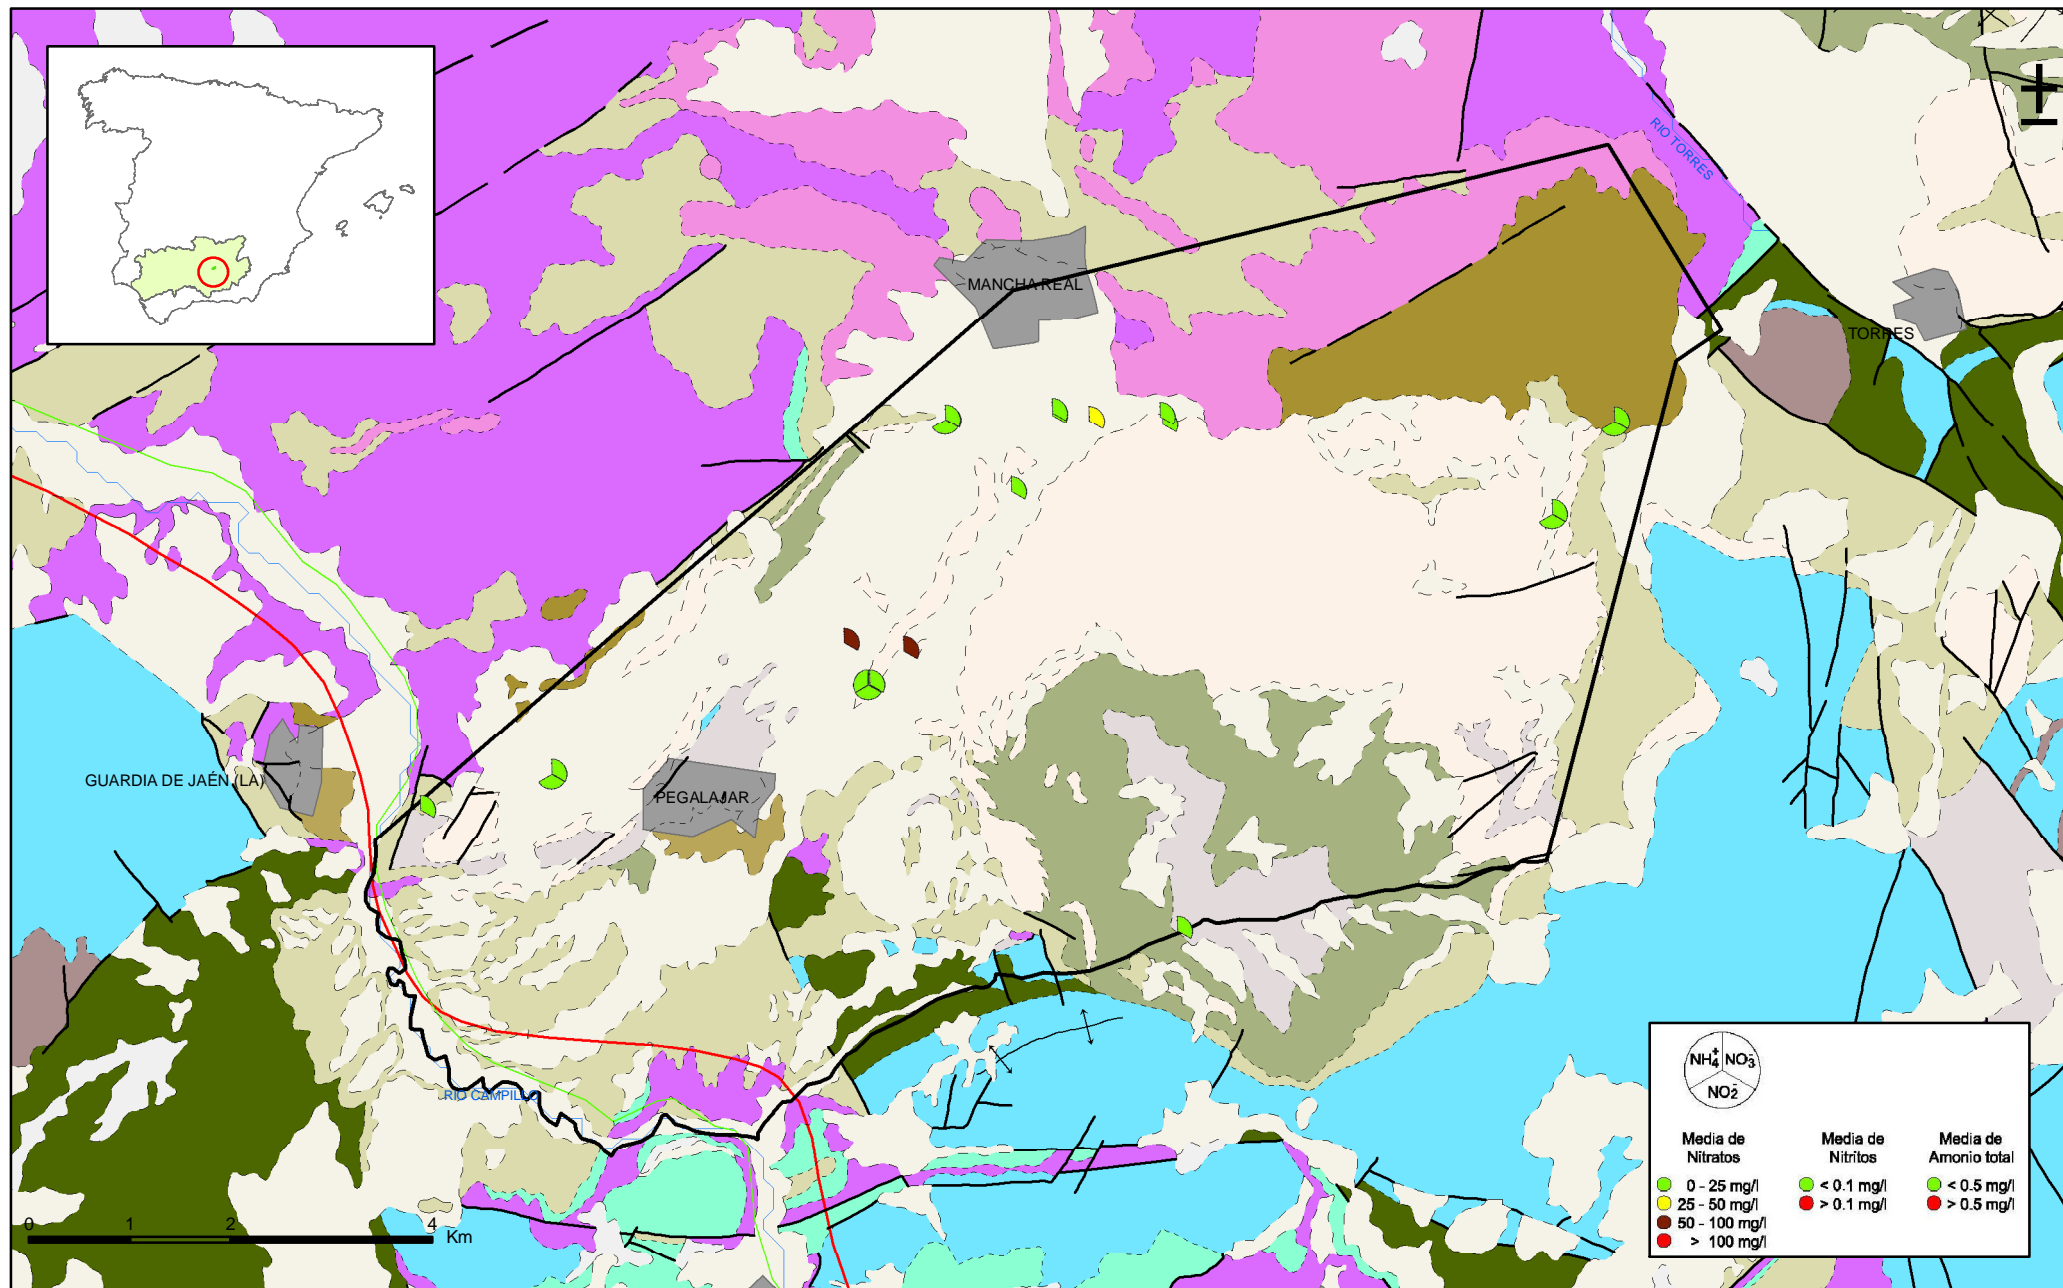 RIO TORRES
MANCHA REAL
TORRES
GUARDIA DE JAÉN (LA)
PEGALAJAR
RIO CAMPILLO
0 1 2 4 Km
NH4+ NO3-
NO2-
Media de Nitratos
0 - 25 mg/l
25 - 50 mg/l
50 - 100 mg/l
> 100 mg/l
Media de Nitritos
< 0.1 mg/l
> 0.1 mg/l
Media de Amonio total
< 0.5 mg/l
> 0.5 mg/l